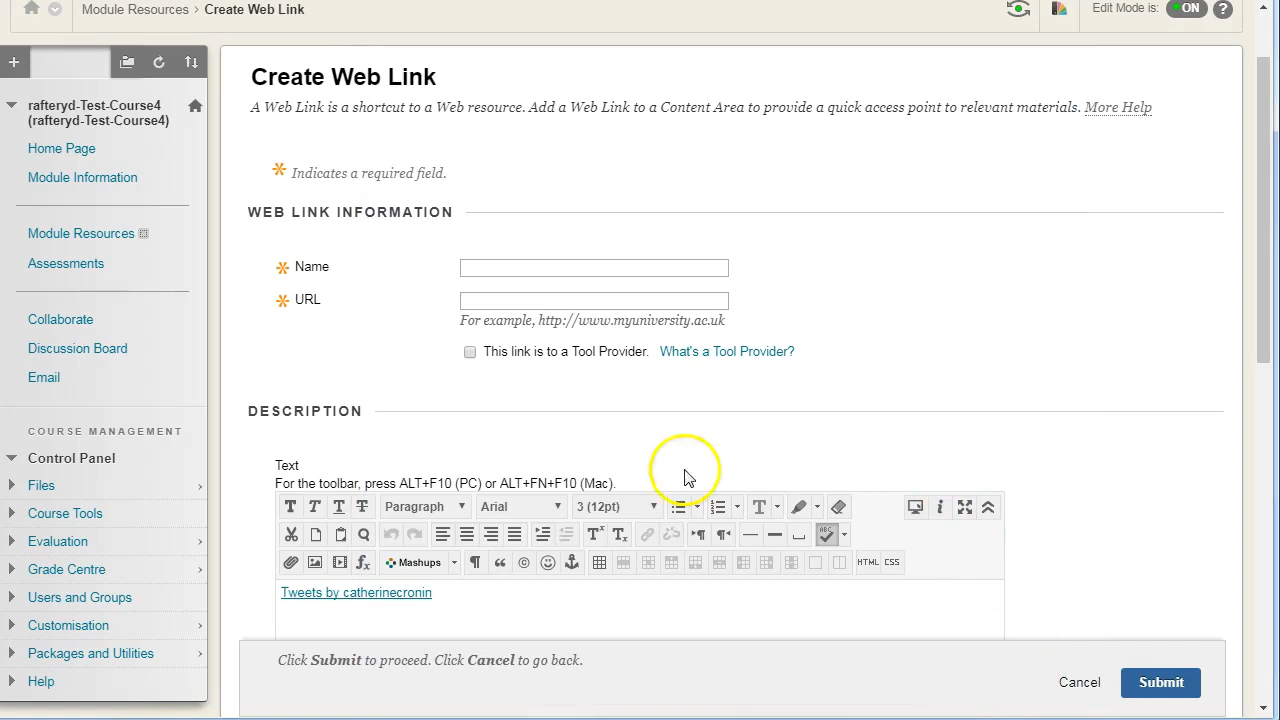 Module Resources › Create Web Link
Edit Mode is: ON ?
rafteryd-Test-Course4
(rafteryd-Test-Course4)
Home Page
Module Information
Module Resources
Assessments
Collaborate
Discussion Board
Email
COURSE MANAGEMENT
Control Panel
Files
Course Tools
Evaluation
Grade Centre
Users and Groups
Customisation
Packages and Utilities
Help
Create Web Link
A Web Link is a shortcut to a Web resource. Add a Web Link to a Content Area to provide a quick access point to relevant materials. More Help
Indicates a required field.
WEB LINK INFORMATION
Name
URL
For example, http://www.myuniversity.ac.uk
This link is to a Tool Provider. What's a Tool Provider?
DESCRIPTION
Text
For the toolbar, press ALT+F10 (PC) or ALT+FN+F10 (Mac).
T T T T Paragraph Arial 3 (12pt) T
ABC
Mashups HTML CSS
Tweets by catherinecronin
Click Submit to proceed. Click Cancel to go back.
Cancel Submit